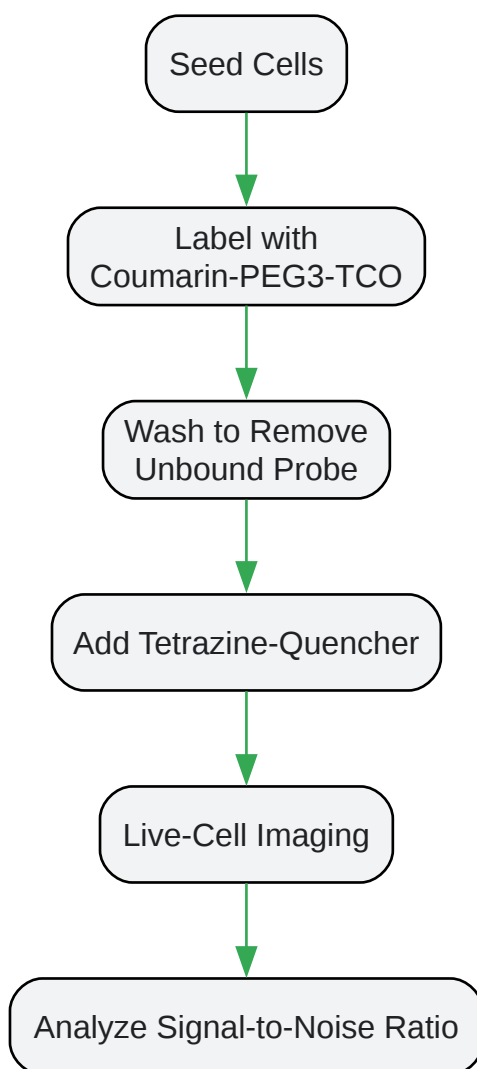 Seed Cells
Label with
Coumarin-PEG3-TCO
Wash to Remove
Unbound Probe
Add Tetrazine-Quencher
Live-Cell Imaging
Analyze Signal-to-Noise Ratio